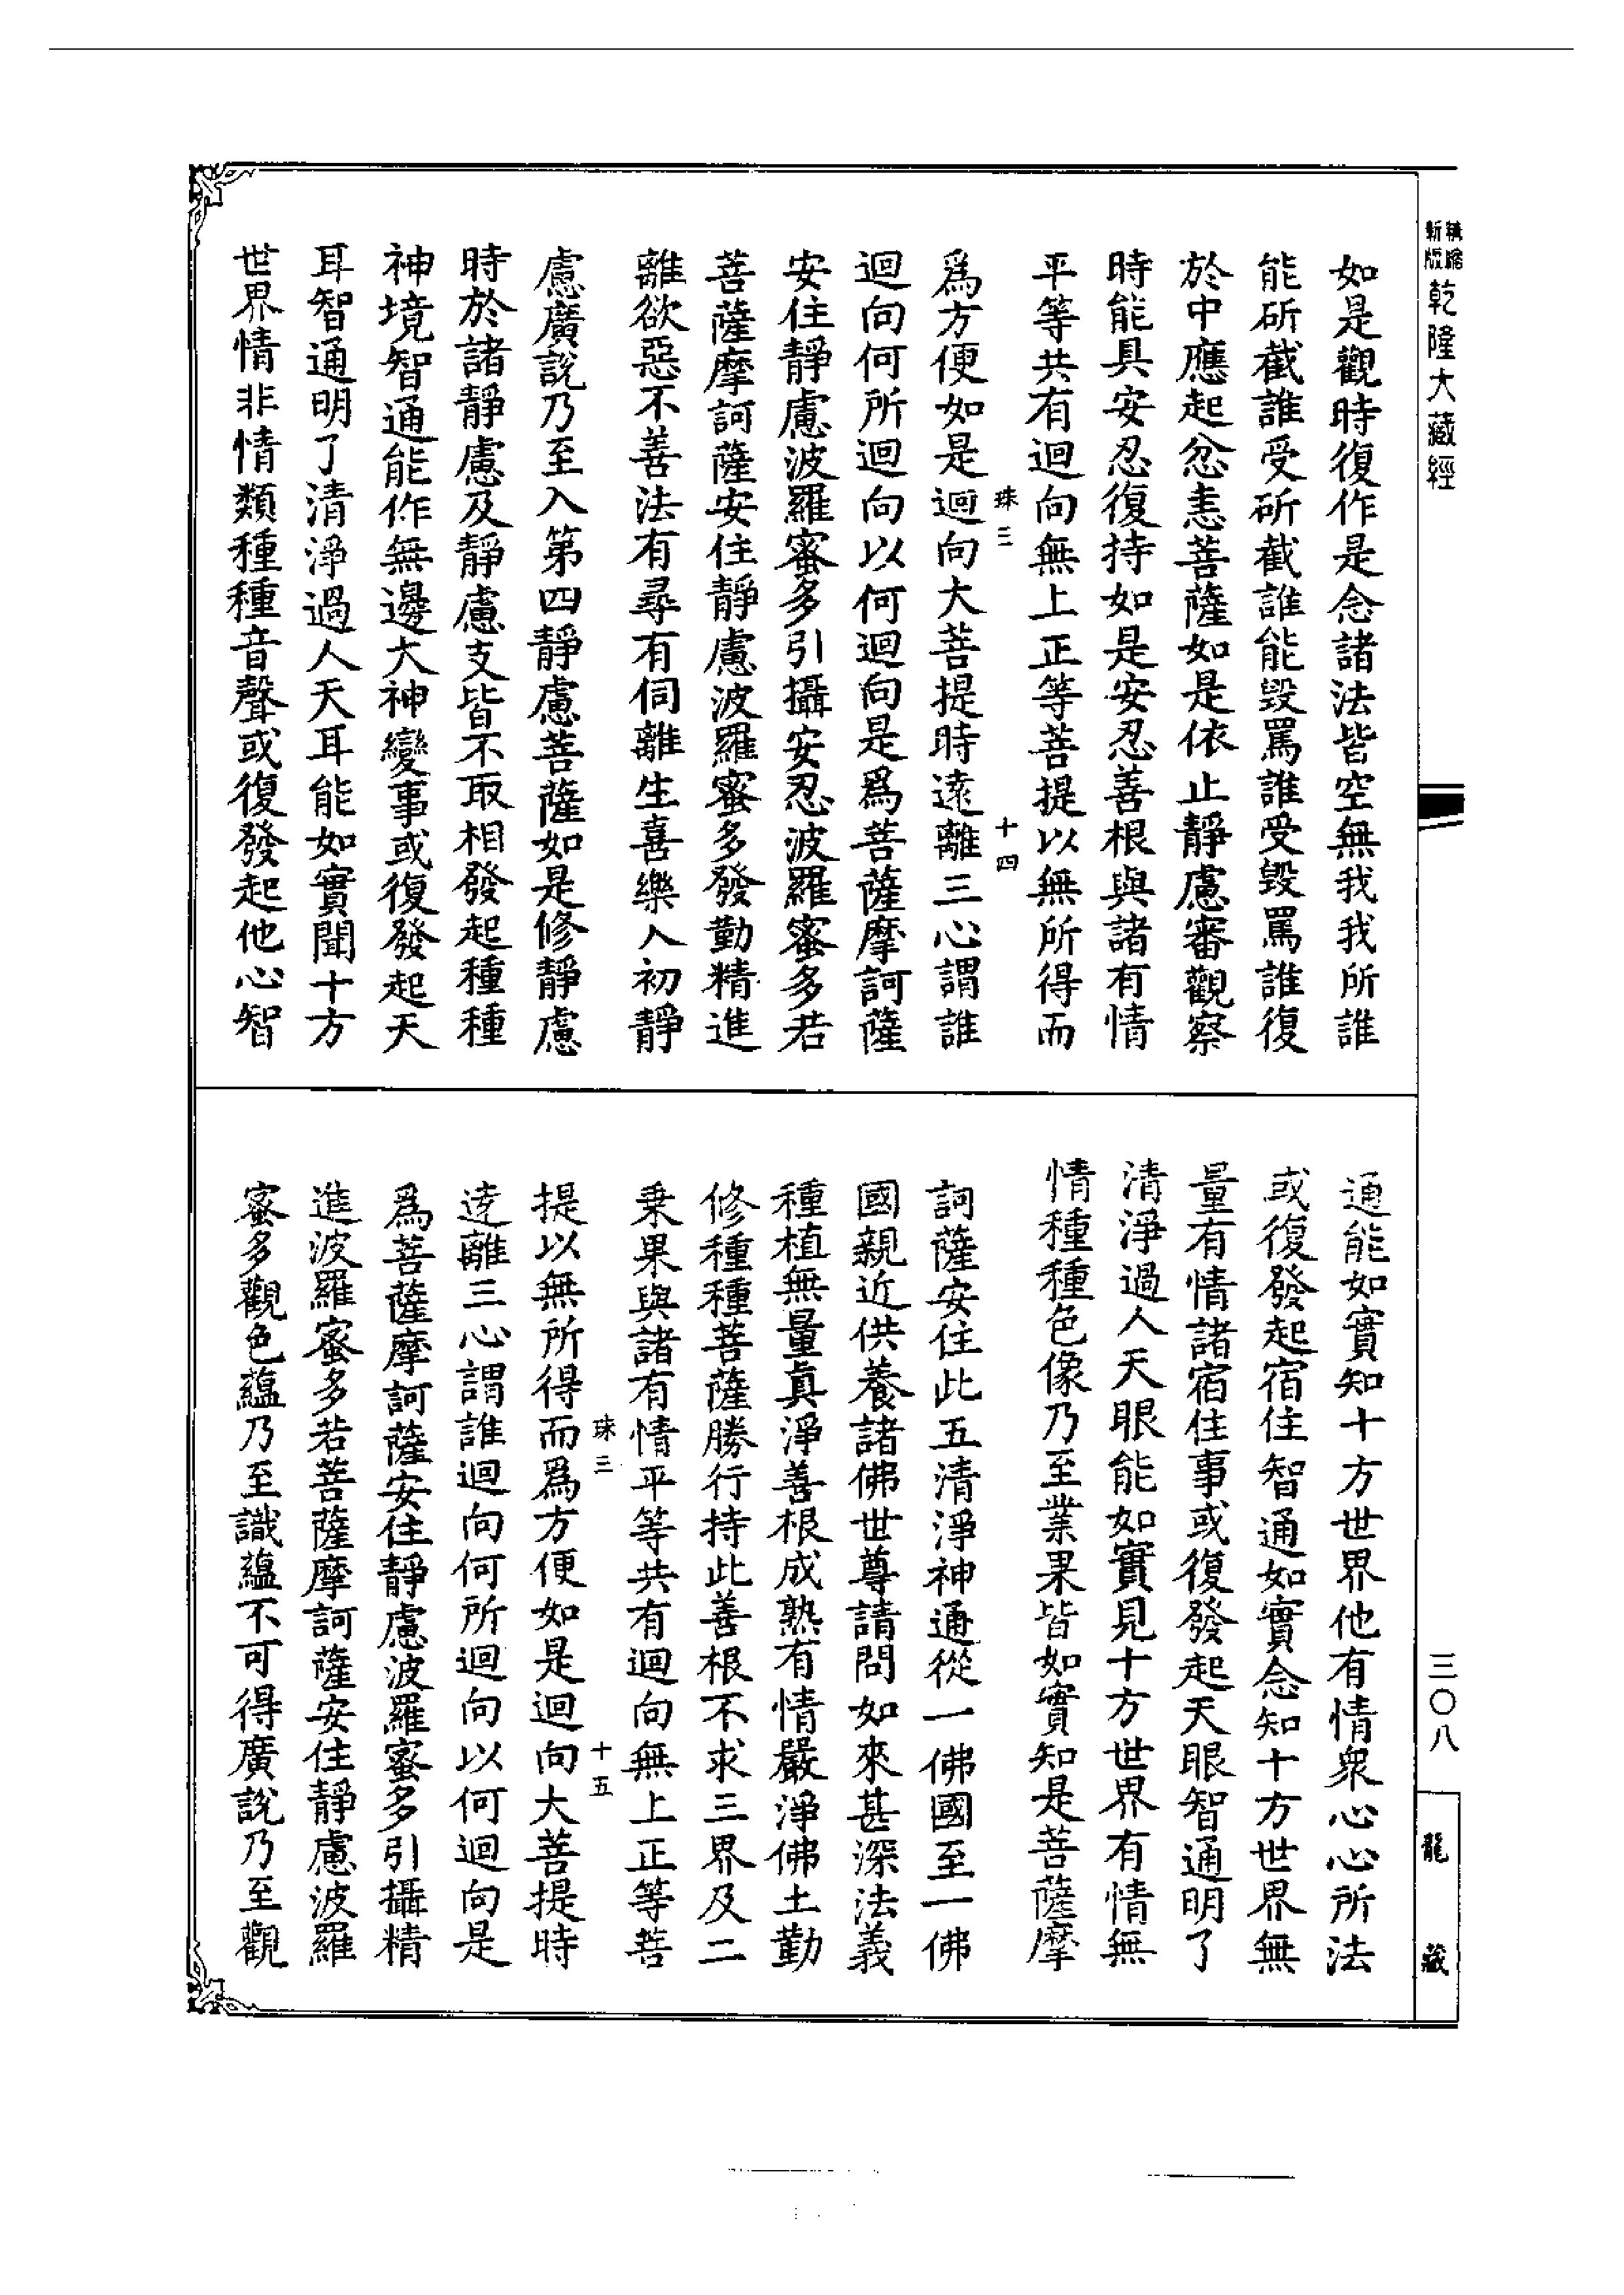 新版精縮乾隆大藏經
如是觀時復作是念諸法皆空無我我所誰
能斫截誰受斫截誰能毀罵誰受毀罵誰復
於中應起忿恚菩薩如是依止靜慮審觀察
時能具安忍復持如是安忍善根與諸有情
平等共有迴向無上正等菩提以無所得而
珠三 十四
爲方便如是迴向大菩提時遠離三心謂誰
迴向何所迴向以何迴向是爲菩薩摩訶薩
安住靜慮波羅蜜多引攝安忍波羅蜜多若
菩薩摩訶薩安住靜慮波羅蜜多發勤精進
離欲惡不善法有尋有伺離生喜樂入初靜
慮廣說乃至入第四靜慮菩薩如是修靜慮
時於諸靜慮及靜慮支皆不取相發起種種
神境智通能作無邊大神變事或復發起天
耳智通明了清淨過人天耳能如實聞十方
世界情非情類種種音聲或復發起他心智
通能如實知十方世界他有情衆心心所法
或復發起宿住智通如實念知十方世界無
量有情諸宿住事或復發起天眼智通明了
清淨過人天眼能如實見十方世界有情無
情種種色像乃至業果皆如實知是菩薩摩
訶薩安住此五清淨神通從一佛國至一佛
國親近供養諸佛世尊請問如來甚深法義
種植無量真淨善根成熟有情嚴淨佛土勤
修種種菩薩勝行持此善根不求三界及二
乘果與諸有情平等共有迴向無上正等菩
珠三 十五
提以無所得而爲方便如是迴向大菩提時
遠離三心謂誰迴向何所迴向以何迴向是
爲菩薩摩訶薩安住靜慮波羅蜜多引攝精
進波羅蜜多若菩薩摩訶薩安住靜慮波羅
蜜多觀色蘊乃至識蘊不可得廣說乃至觀
三〇八
龍藏